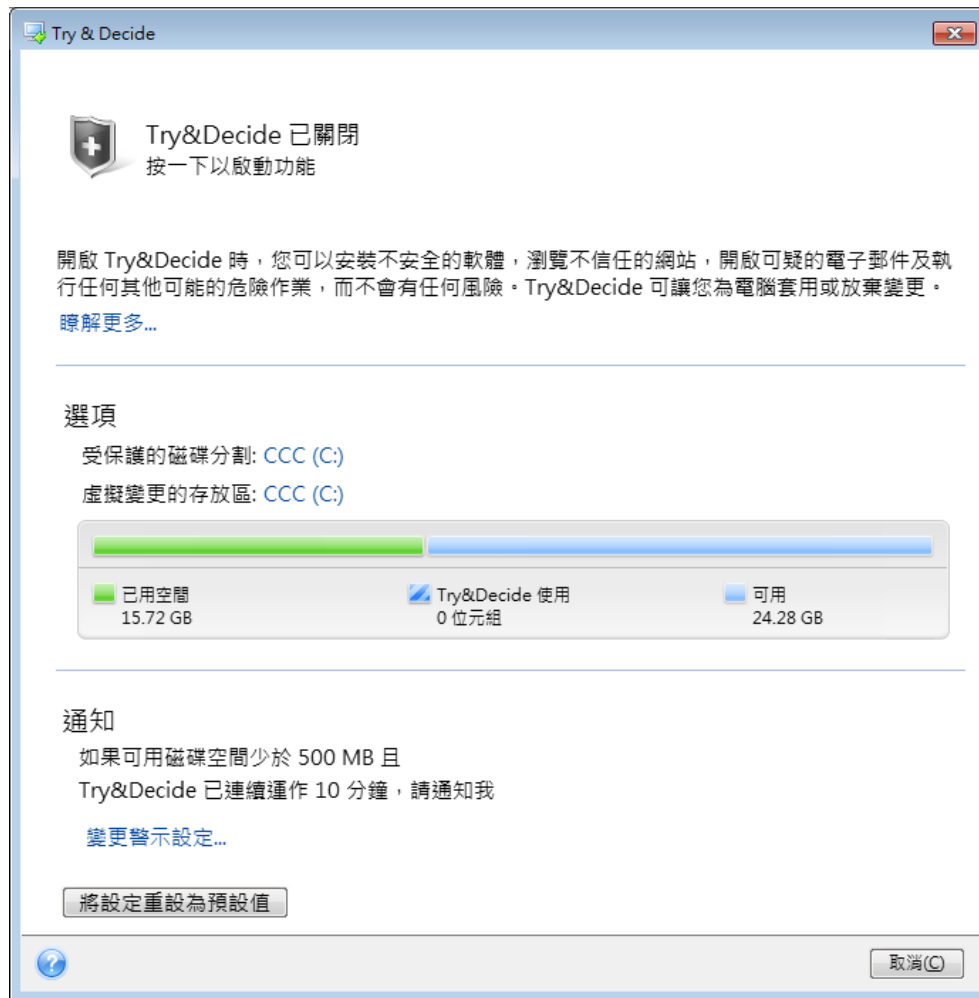 Try & Decide
Try&Decide 已關閉
按一下以啟動功能
開啟 Try&Decide 時，您可以安裝不安全的軟體，瀏覽不信任的網站，開啟可疑的電子郵件及執
行任何其他可能的危險作業，而不會有任何風險。Try&Decide 可讓您為電腦套用或放棄變更。
瞭解更多...
選項
受保護的磁碟分割: CCC (C:)
虛擬變更的存放區: CCC (C:)
已用空間 Try&Decide 使用 可用
15.72 GB 0 位元組 24.28 GB
通知
如果可用磁碟空間少於 500 MB 且
Try&Decide 已連續運作 10 分鐘，請通知我
變更警示設定...
將設定重設為預設值
取消(C)